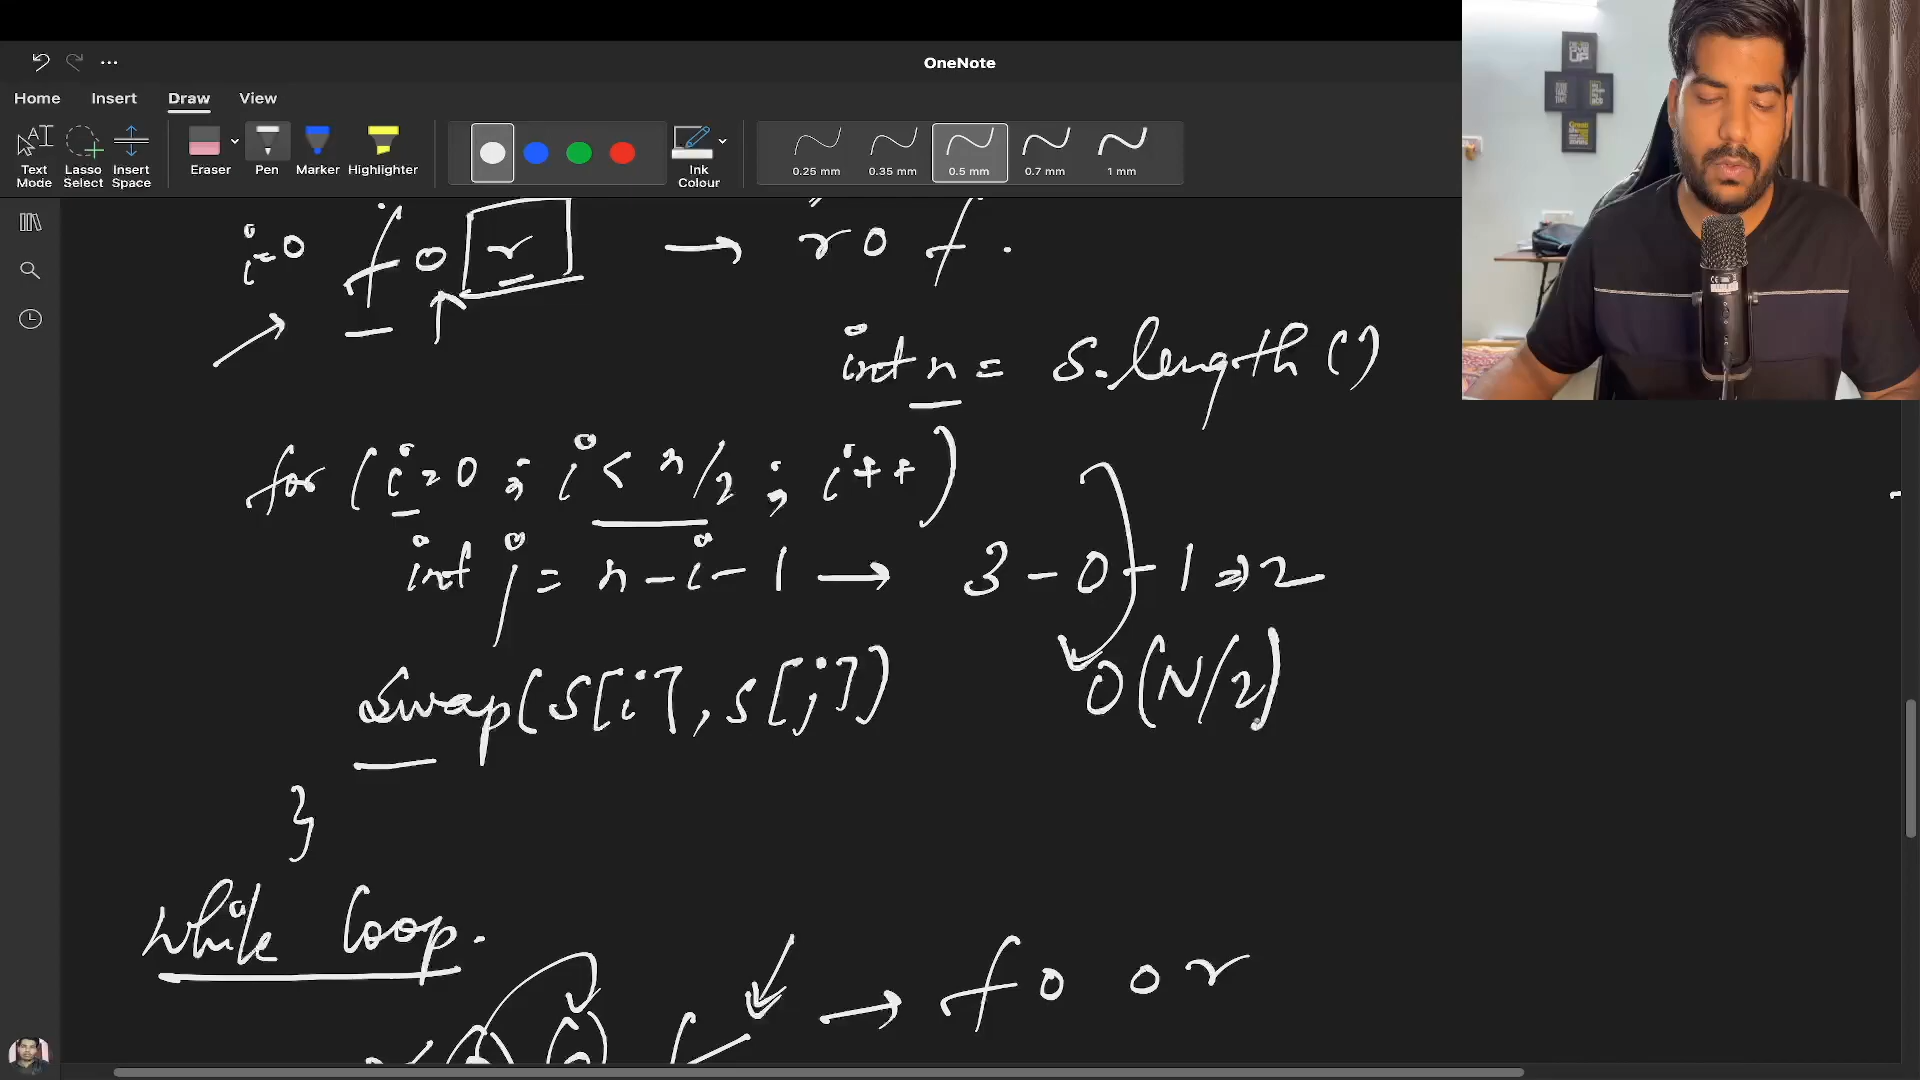 OneNote
Home Insert Draw View
Text Mode
Lasso Select
Insert Space
Eraser
Pen
Marker
Highlighter
Ink Colour
0.25 mm
0.35 mm
0.5 mm
0.7 mm
1 mm
i=0 f o r → r o f .
int n = s.length()
for (i=0 ; i < n/2 ; i++)
int j = n-i-1 → 3-0-1 ⇒ 2
swap(s[i], s[j]) O(N/2)
}
while loop.
→ f o o r